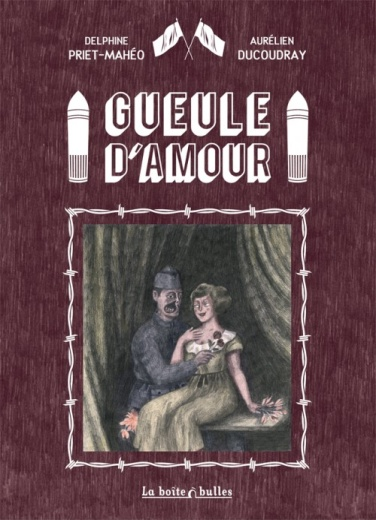 DELPHINE
PRIET-MAHÉO
AURÉLIEN
DUCOUDRAY
GUEULE
D'AMOUR
La boîte à bulles